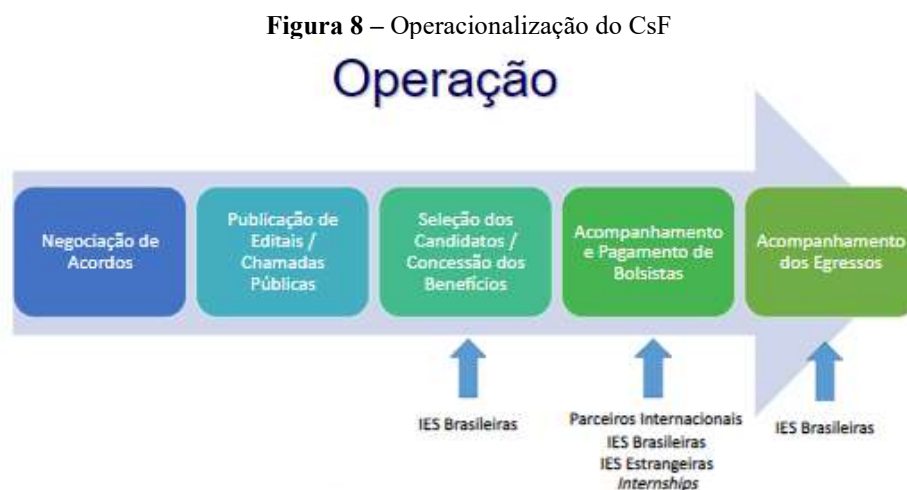 Figura 8 – Operacionalização do CsF
Operação
Negociação de
Acordos
Publicação de
Editais /
Chamadas
Públicas
Seleção dos
Candidatos /
Concessão dos
Benefícios
Acompanhamento
e Pagamento de
Bolsistas
Acompanhamento
dos Egressos
IES Brasileiras
Parceiros Internacionais
IES Brasileiras
IES Estrangeiras
Internships
IES Brasileiras